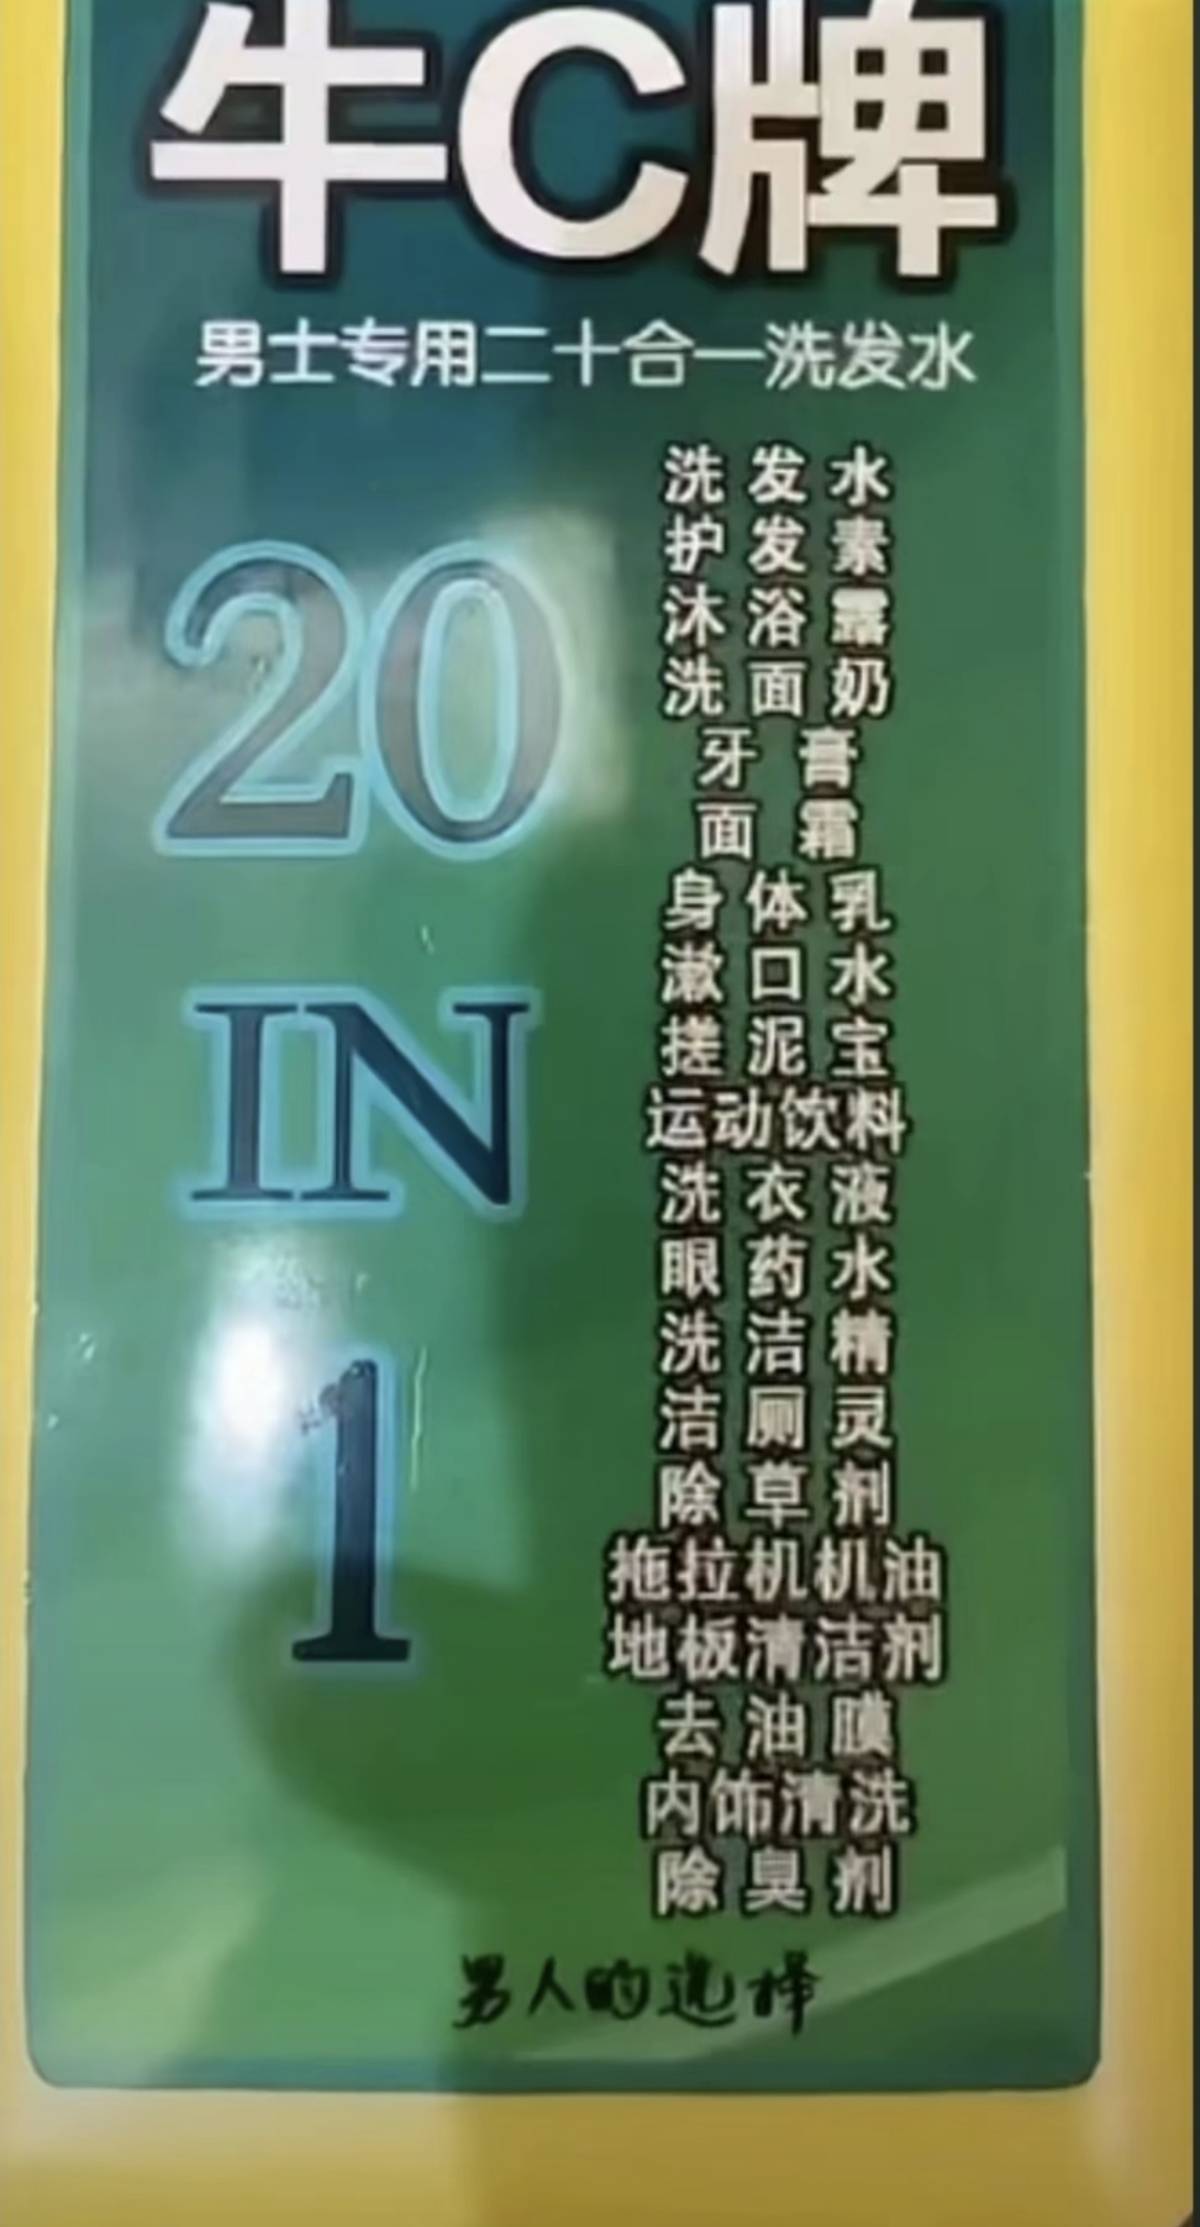 牛C牌
男士专用二十合一洗发水
20
IN
1
洗发水
护发素
沐浴露
洗面奶
牙膏
面霜
身体乳
漱口水
搓泥宝
运动饮料
洗衣液
眼药水
洗洁精
洁厕灵
除草剂
拖拉机机油
地板清洁剂
去油膜
内饰清洗
除臭剂
男人的选择